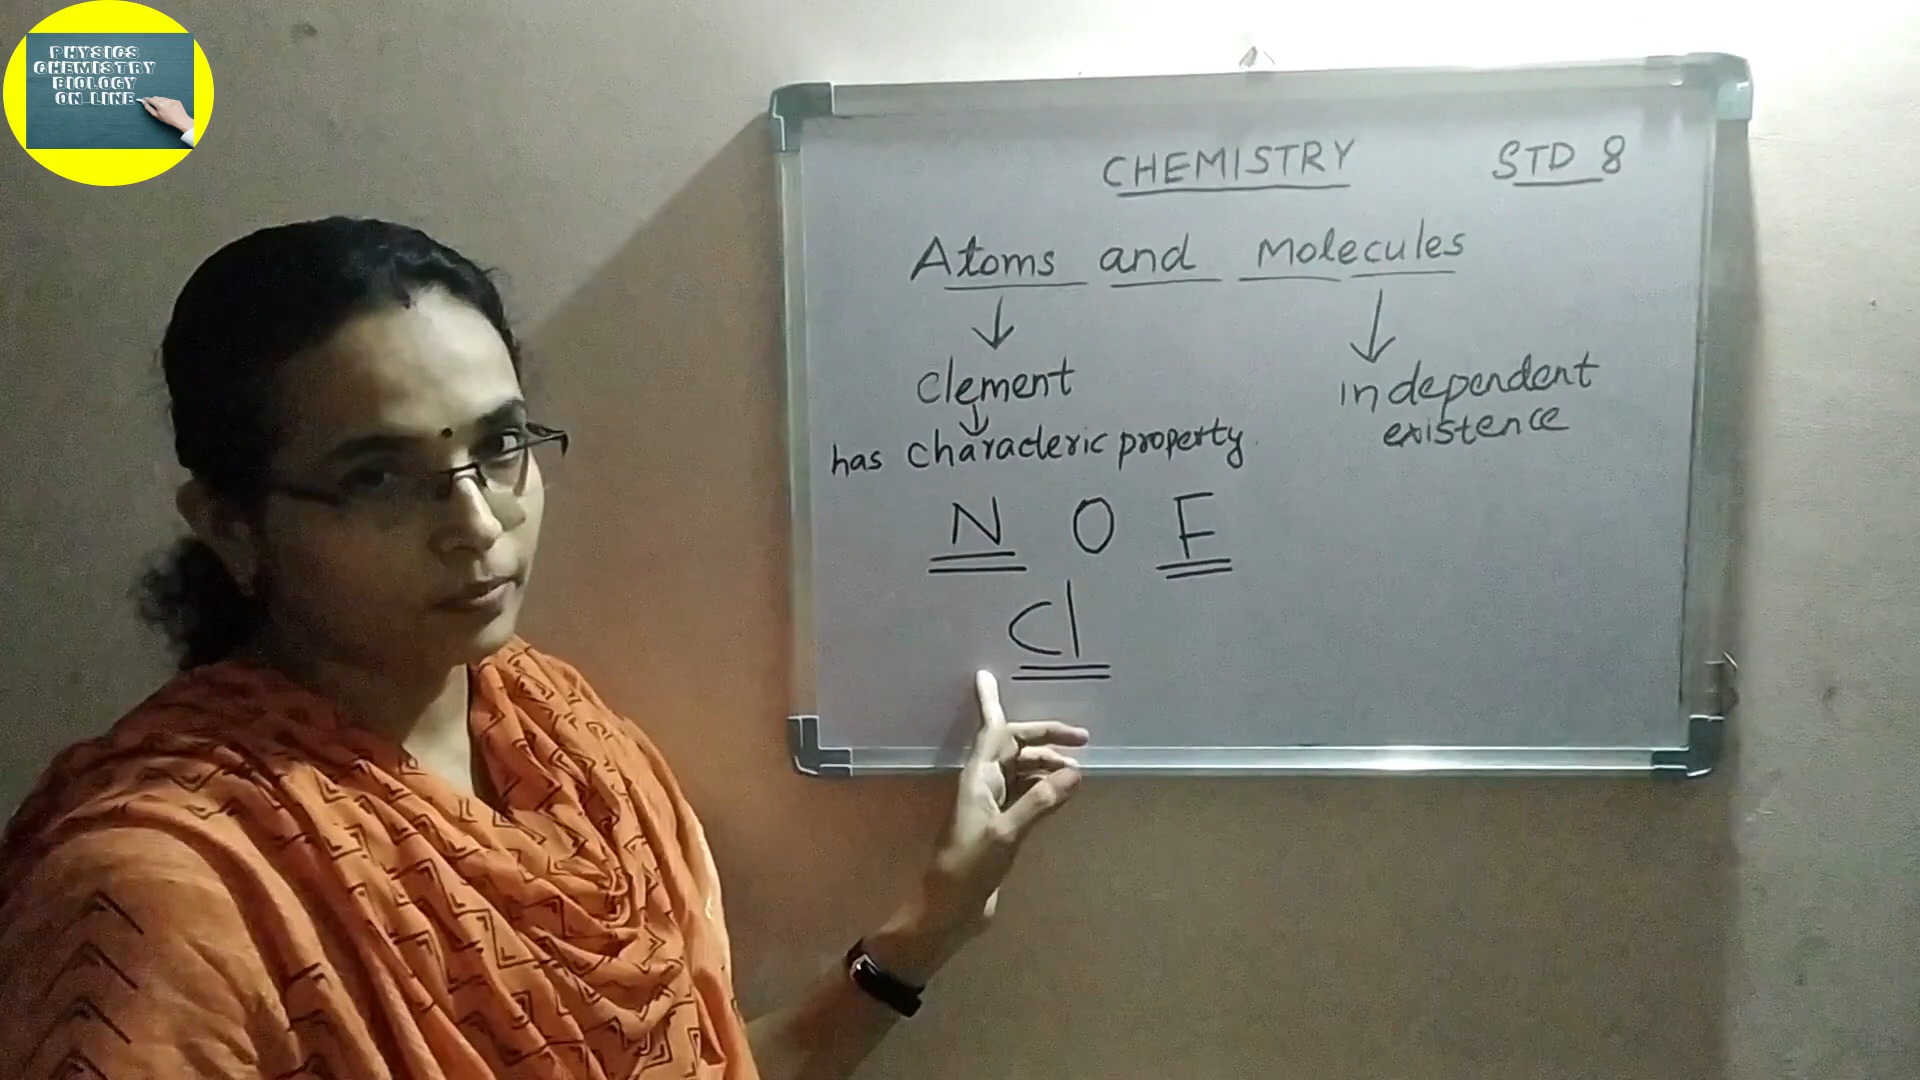 PHYSICS
CHEMISTRY
BIOLOGY
ON LINE
CHEMISTRY STD 8
Atoms and Molecules
Clement independent
existence
has characteric property
N O F
Cl